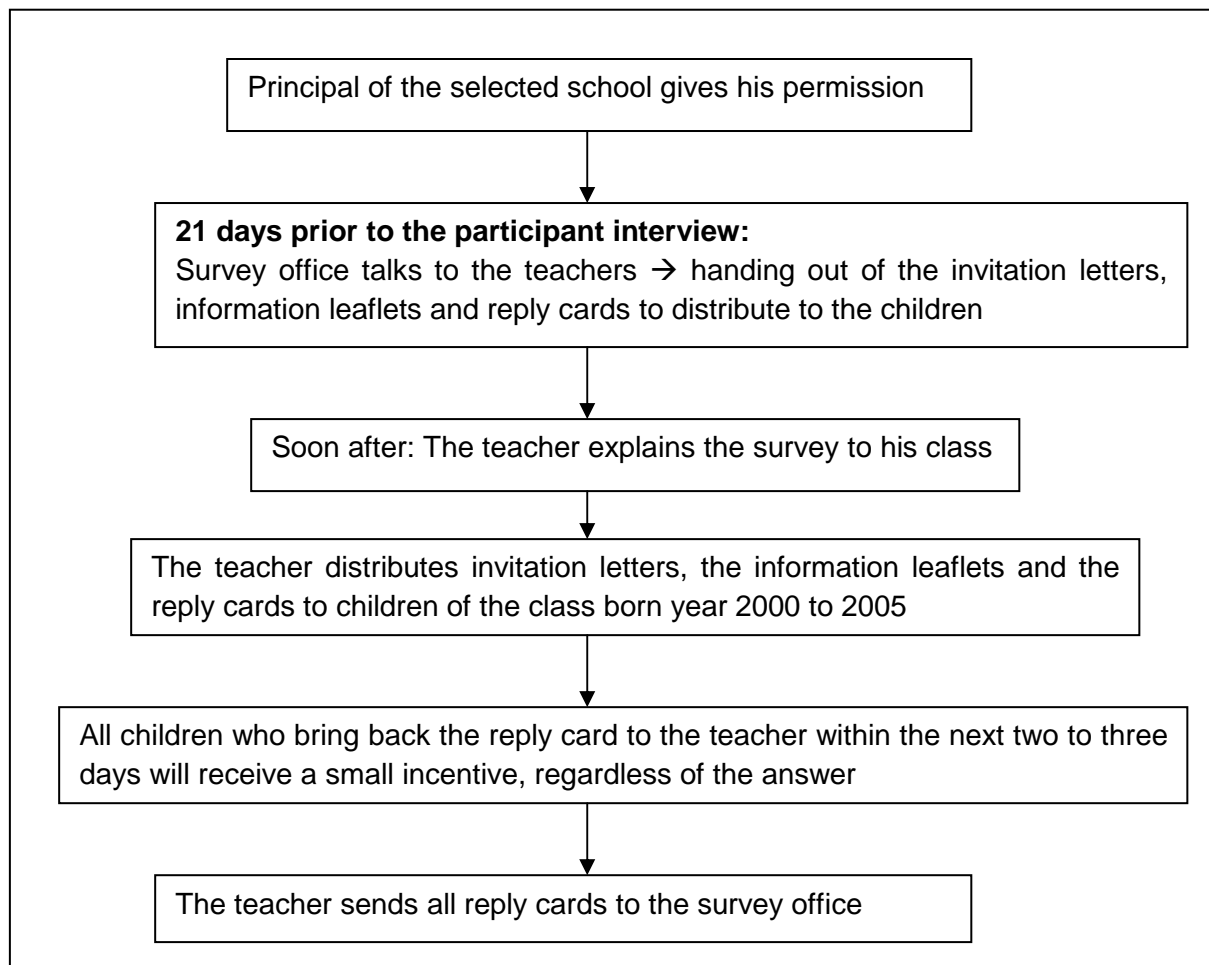 Principal of the selected school gives his permission
21 days prior to the participant interview:
Survey office talks to the teachers → handing out of the invitation letters,
information leaflets and reply cards to distribute to the children
Soon after: The teacher explains the survey to his class
The teacher distributes invitation letters, the information leaflets and the
reply cards to children of the class born year 2000 to 2005
All children who bring back the reply card to the teacher within the next two to three
days will receive a small incentive, regardless of the answer
The teacher sends all reply cards to the survey office